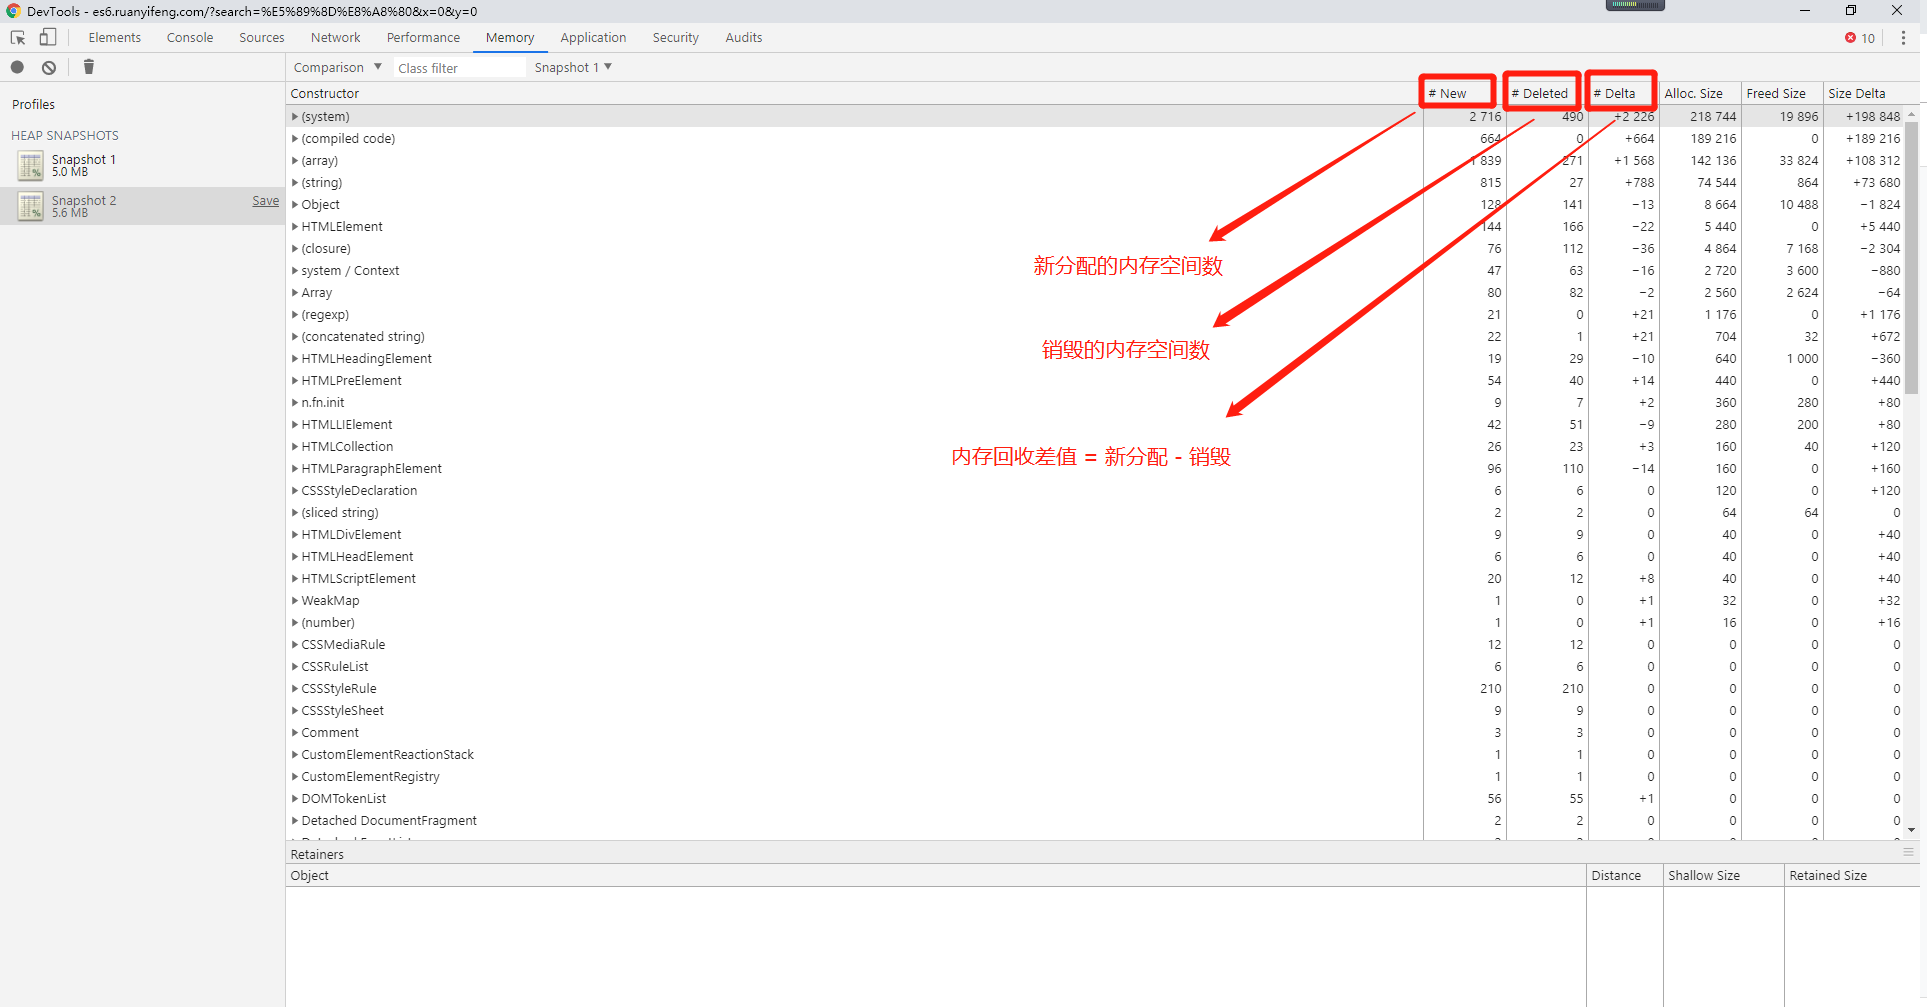 DevTools - es6.ruanyifeng.com/?search=%E5%89%8D%E8%A8%80&x=0&y=0
Elements Console Sources Network Performance Memory Application Security Audits 10
Comparison ▼ Class filter Snapshot 1 ▼
Profiles
HEAP SNAPSHOTS
Snapshot 1
5.0 MB
Snapshot 2 Save
5.6 MB
Constructor # New # Deleted # Delta Alloc. Size Freed Size Size Delta
(system) 2 716 490 +2 226 218 744 19 896 +198 848
(compiled code) 664 0 +664 189 216 0 +189 216
(array) 1 839 271 +1 568 142 136 33 824 +108 312
(string) 815 27 +788 74 544 864 +73 680
Object 128 141 −13 8 664 10 488 −1 824
HTMLElement 144 166 −22 5 440 0 +5 440
(closure) 76 112 −36 4 864 7 168 −2 304
新分配的内存空间数
system / Context 47 63 −16 2 720 3 600 −880
Array 80 82 −2 2 560 2 624 −64
(regexp) 21 0 +21 1 176 0 +1 176
(concatenated string) 22 1 +21 704 32 +672
销毁的内存空间数
HTMLHeadingElement 19 29 −10 640 1 000 −360
HTMLPreElement 54 40 +14 440 0 +440
n.fn.init 9 7 +2 360 280 +80
HTMLLIElement 42 51 −9 280 200 +80
HTMLCollection 26 23 +3 160 40 +120
内存回收差值 = 新分配 - 销毁
HTMLParagraphElement 96 110 −14 160 0 +160
CSSStyleDeclaration 6 6 0 120 0 +120
(sliced string) 2 2 0 64 64 0
HTMLDivElement 9 9 0 40 0 +40
HTMLHeadElement 6 6 0 40 0 +40
HTMLScriptElement 20 12 +8 40 0 +40
WeakMap 1 0 +1 32 0 +32
(number) 1 0 +1 16 0 +16
CSSMediaRule 12 12 0 0 0 0
CSSRuleList 6 6 0 0 0 0
CSSStyleRule 210 210 0 0 0 0
CSSStyleSheet 9 9 0 0 0 0
Comment 3 3 0 0 0 0
CustomElementReactionStack 1 1 0 0 0 0
CustomElementRegistry 1 1 0 0 0 0
DOMTokenList 56 55 +1 0 0 0
Detached DocumentFragment 2 2 0 0 0 0
Retainers
Object Distance Shallow Size Retained Size